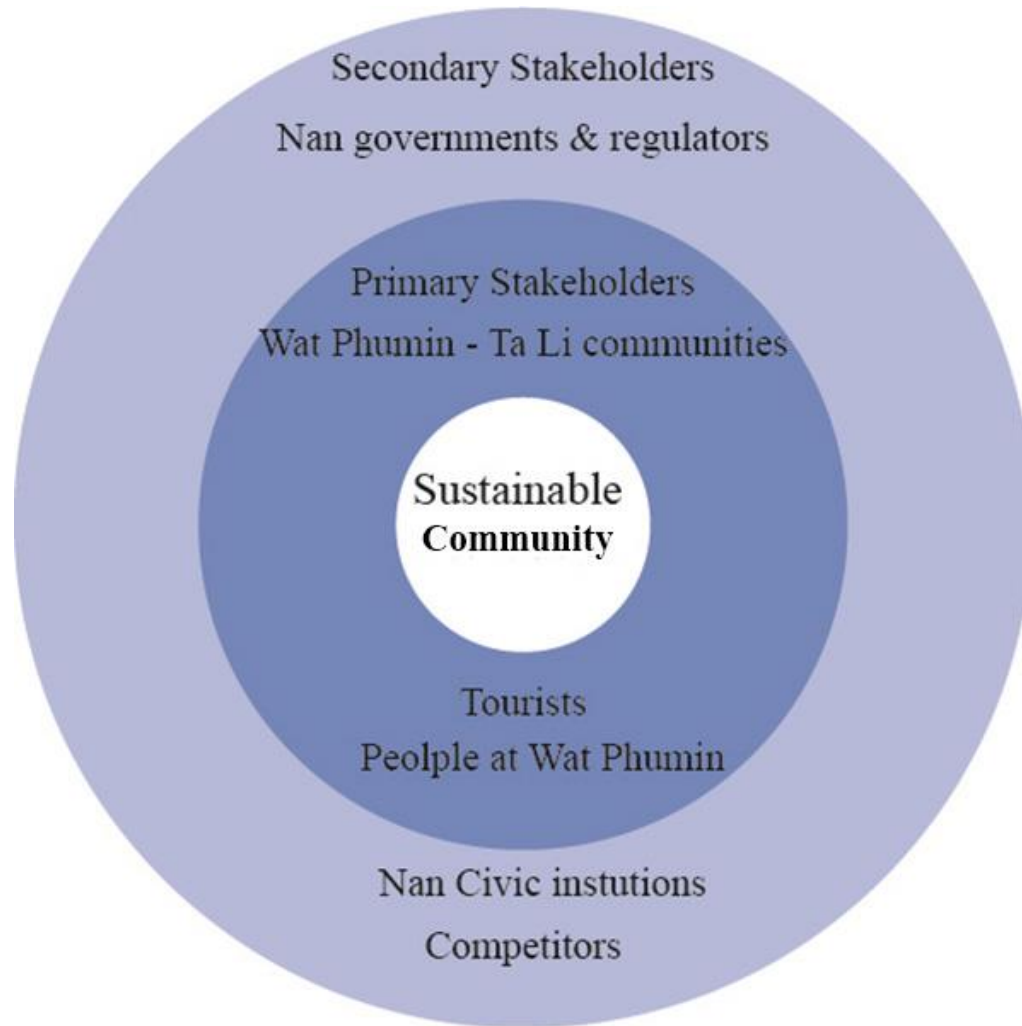 Secondary Stakeholders
Nan governments & regulators
Primary Stakeholders
Wat Phumin - Ta Li communities
Sustainable
Community
Tourists
Peolple at Wat Phumin
Nan Civic instutions
Competitors